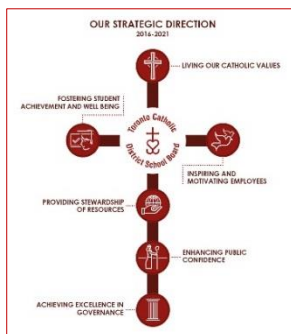 OUR STRATEGIC DIRECTION
2016-2021
LIVING OUR CATHOLIC VALUES
FOSTERING STUDENT
ACHIEVEMENT AND WELL BEING
Toronto Catholic
District School Board
INSPIRING AND
MOTIVATING EMPLOYEES
PROVIDING STEWARDSHIP
OF RESOURCES
ENHANCING PUBLIC
CONFIDENCE
ACHIEVING EXCELLENCE IN
GOVERNANCE